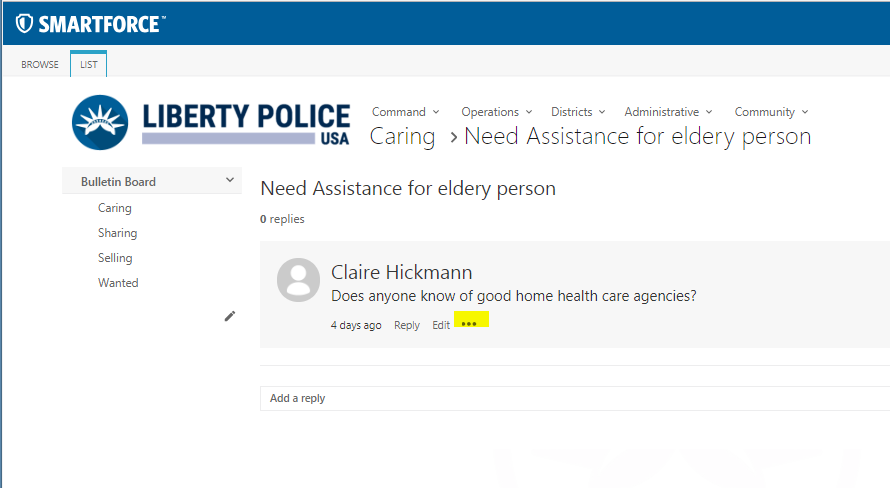 SMARTFORCE™
BROWSE LIST
LIBERTY POLICE
USA
Command Operations Districts Administrative Community
Caring > Need Assistance for eldery person
Bulletin Board
Caring
Sharing
Selling
Wanted
Need Assistance for eldery person
0 replies
Claire Hickmann
Does anyone know of good home health care agencies?
4 days ago Reply Edit •••
Add a reply